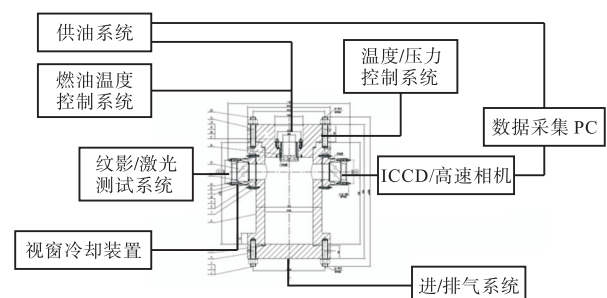 供油系统
燃油温度
控制系统
温度/压力
控制系统
数据采集 PC
纹影/激光
测试系统
ICCD/高速相机
视窗冷却装置
进/排气系统